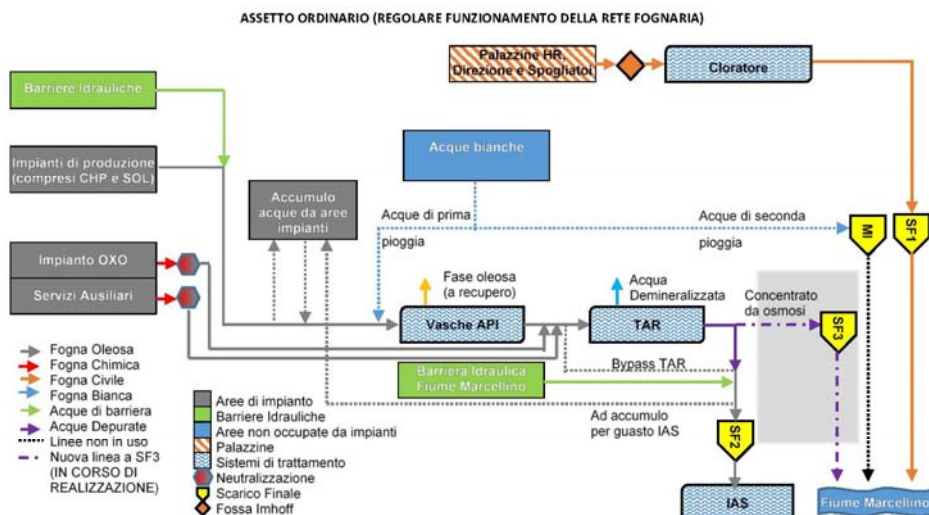 ASSETTO ORDINARIO (REGOLARE FUNZIONAMENTO DELLA RETE FOGNARIA)
Palazzine HR,
Direzione e Spogliatoi
Cloratore
Barriere Idrauliche
Impianti di produzione
(compresi CHP e SOL)
Accumulo
acque da aree
impianti
Acque bianche
Acque di prima
pioggia
Acque di seconda
pioggia
MI
SF1
Impianto OXO
Servizi Ausiliari
Fase oleosa
(a recupero)
Acqua
Demineralizzata
Concentrato
da osmosi
Vasche API
TAR
SF3
Bypass TAR
Barriera Idraulica
Fiume Marcellino
Ad accumulo
per guasto IAS
SF2
IAS
Fiume Marcellino
Fogna Oleosa
Fogna Chimica
Fogna Civile
Fogna Bianca
Acque di barriera
Acque Depurate
Linee non in uso
Nuova linea a SF3
(IN CORSO DI
REALIZZAZIONE)
Aree di impianto
Barriere Idrauliche
Aree non occupate da impianti
Palazzine
Sistemi di trattamento
Neutralizzazione
Scarico Finale
Fossa Imhoff